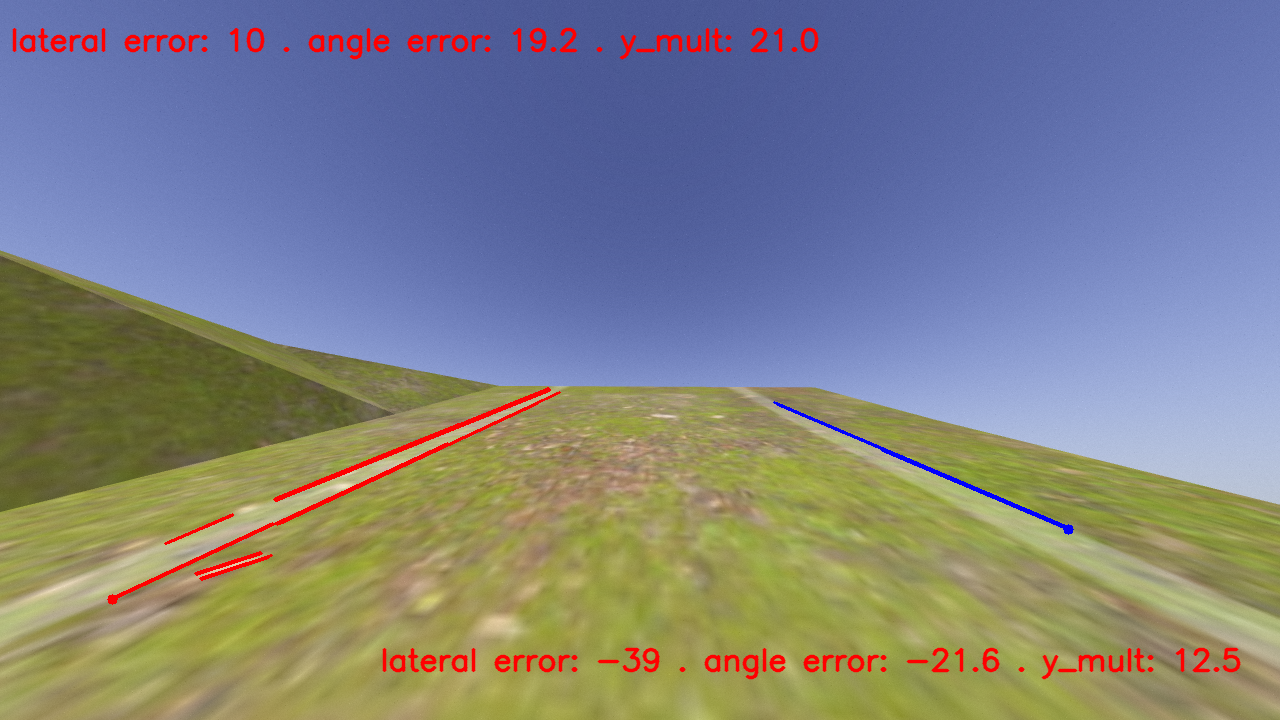 lateral error: 10 . angle error: 19.2 . y_mult: 21.0
lateral error: -39 . angle error: -21.6 . y_mult: 12.5